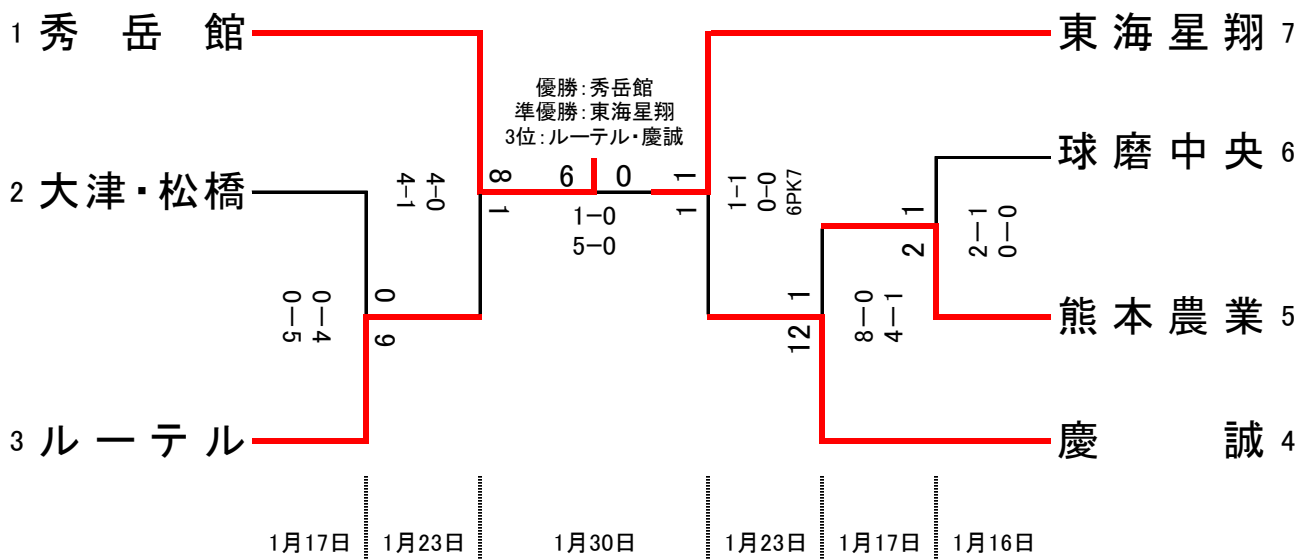 1 秀岳館
2 大津・松橋
3 ルーテル
優勝：秀岳館
準優勝：東海星翔
3位：ルーテル・慶誠
東海星翔 7
球磨中央 6
熊本農業 5
慶誠 4
0
9
0－4
0－5
8
1
4-0
4-1
6 0
1-0
5-0
1
1
1-1
0-0
6PK7
1
12
8－0
4－1
1
2
2－1
0－0
1月17日 1月23日 1月30日 1月23日 1月17日 1月16日